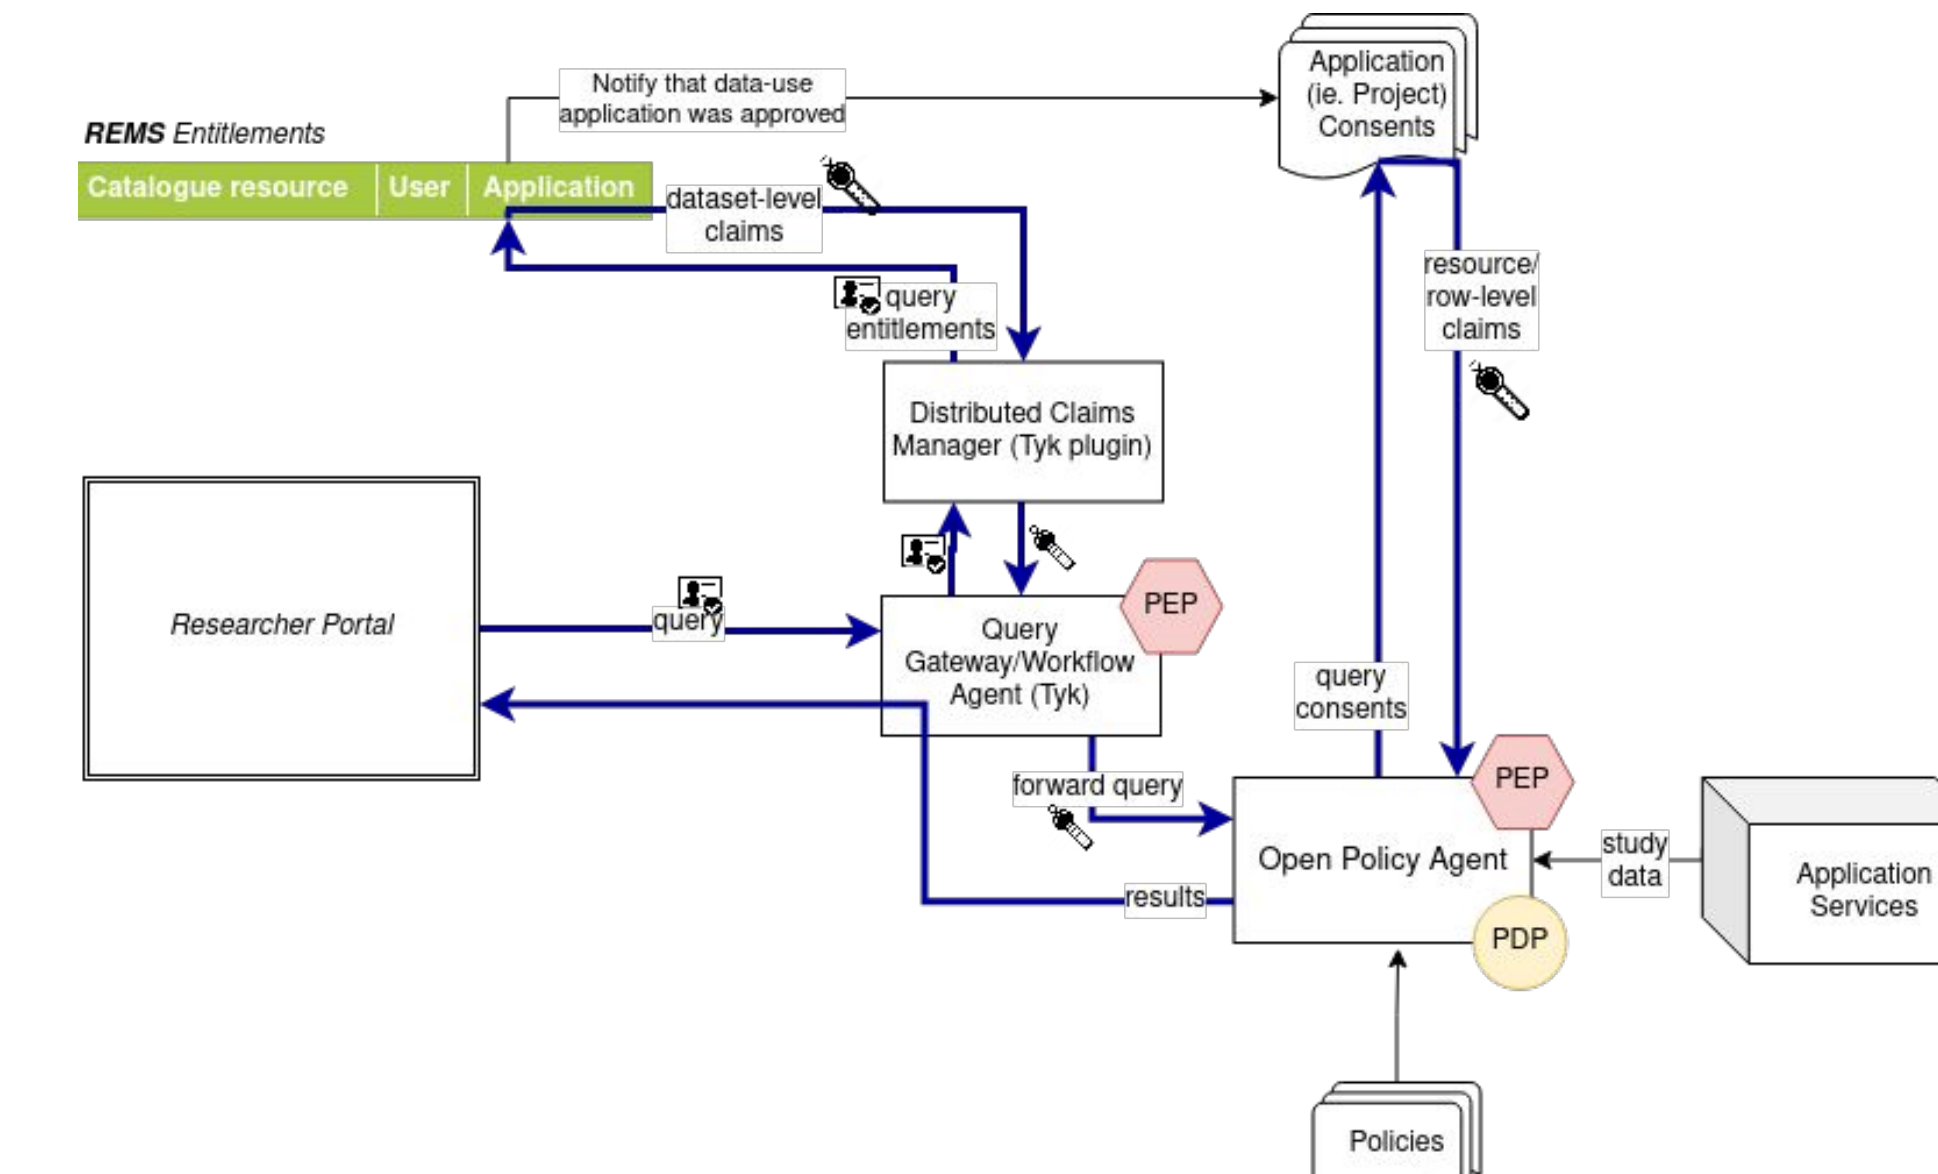 Notify that data-use
application was approved
Application
(ie. Project)
Consents
REMS Entitlements
Catalogue resource User Application
dataset-level
claims
query
entitlements
resource/
row-level
claims
Distributed Claims
Manager (Tyk plugin)
Researcher Portal
query
PEP
Query
Gateway/Workflow
Agent (Tyk)
query
consents
forward query
PEP
Open Policy Agent
study
data
Application
Services
results
PDP
Policies